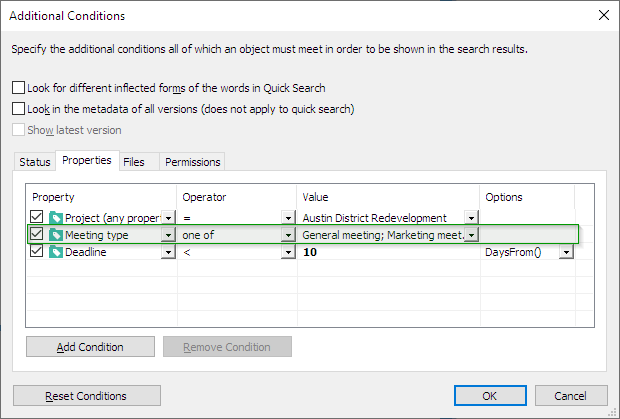 Additional Conditions
Specify the additional conditions all of which an object must meet in order to be shown in the search results.
Look for different inflected forms of the words in Quick Search
Look in the metadata of all versions (does not apply to quick search)
Show latest version
Status Properties Files Permissions
Property Operator Value Options
Project (any propert = Austin District Redevelopment
Meeting type one of General meeting; Marketing meet...
Deadline < 10 DaysFrom()
Add Condition Remove Condition
Reset Conditions OK Cancel